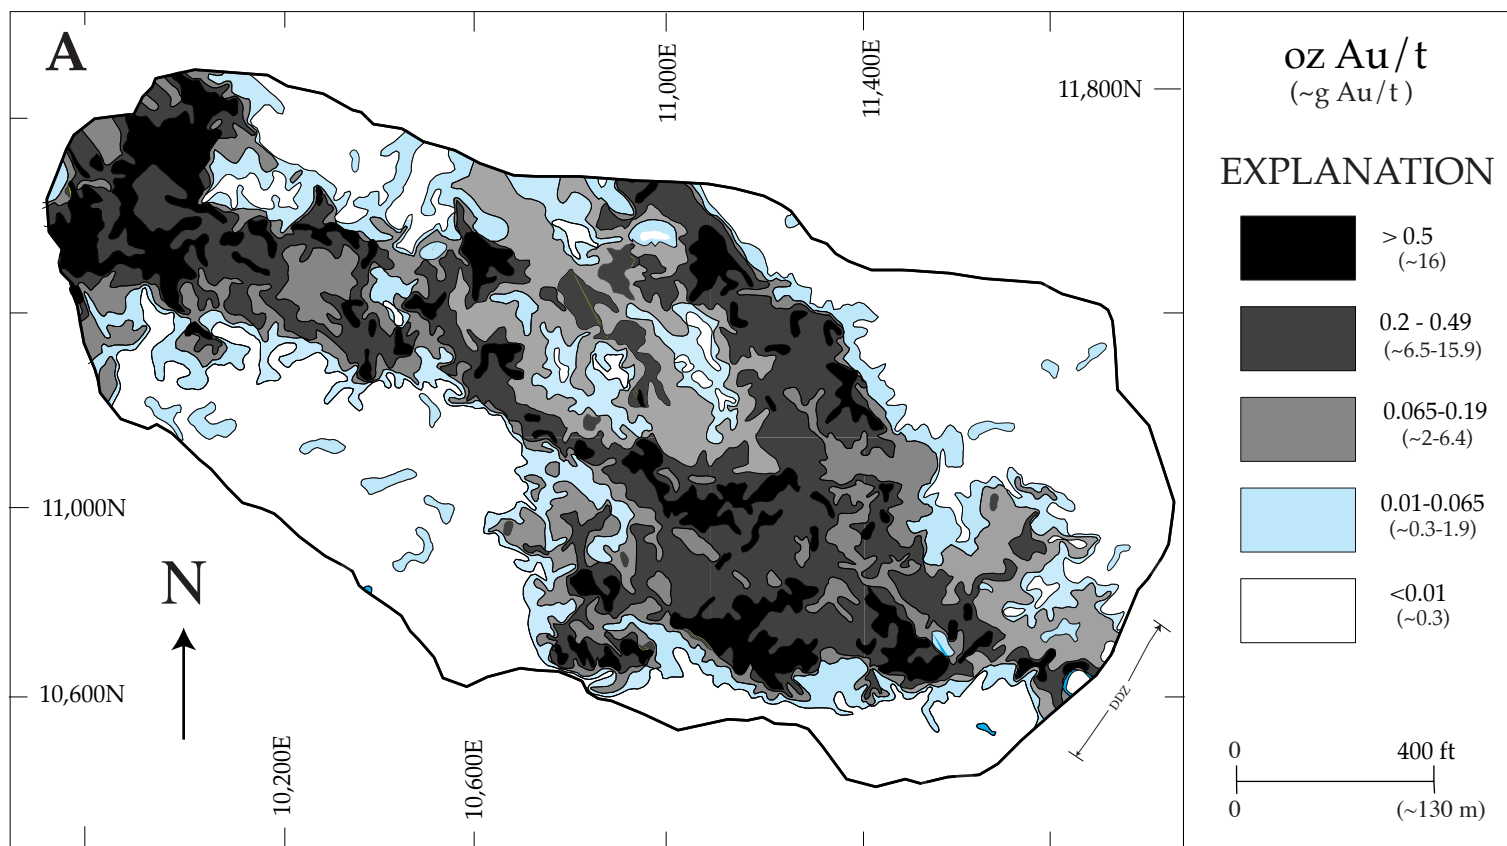 A
11,000E
11,400E
11,800N
11,000N
N
10,600N
10,200E
10,600E
DDZ
oz Au/t
(~g Au/t )
EXPLANATION
> 0.5
(~16)
0.2 - 0.49
(~6.5-15.9)
0.065-0.19
(~2-6.4)
0.01-0.065
(~0.3-1.9)
<0.01
(~0.3)
0 400 ft
0 (~130 m)